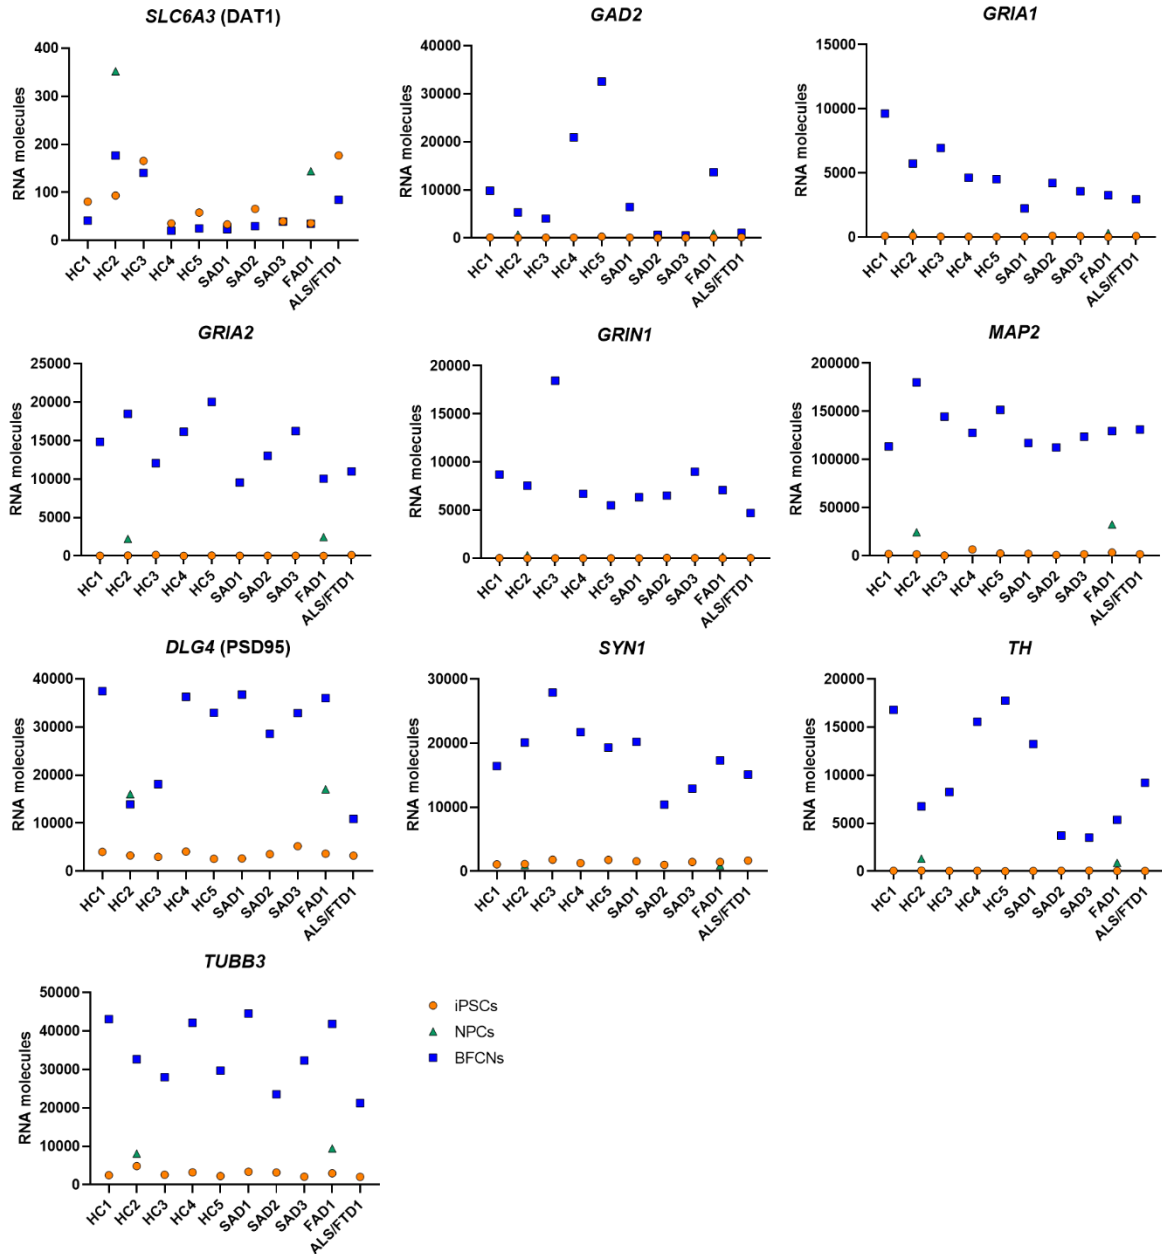 SLC6A3 (DAT1)
RNA molecules
400
300
200
100
0
HC1 HC2 HC3 HC4 HC5 SAD1 SAD2 SAD3 FAD1 ALS/FTD1
GAD2
RNA molecules
40000
30000
20000
10000
0
HC1 HC2 HC3 HC4 HC5 SAD1 SAD2 SAD3 FAD1 ALS/FTD1
GRIA1
RNA molecules
15000
10000
5000
0
HC1 HC2 HC3 HC4 HC5 SAD1 SAD2 SAD3 FAD1 ALS/FTD1
GRIA2
RNA molecules
25000
20000
15000
10000
5000
0
HC1 HC2 HC3 HC4 HC5 SAD1 SAD2 SAD3 FAD1 ALS/FTD1
GRIN1
RNA molecules
20000
15000
10000
5000
0
HC1 HC2 HC3 HC4 HC5 SAD1 SAD2 SAD3 FAD1 ALS/FTD1
MAP2
RNA molecules
200000
150000
100000
50000
0
HC1 HC2 HC3 HC4 HC5 SAD1 SAD2 SAD3 FAD1 ALS/FTD1
DLG4 (PSD95)
RNA molecules
40000
30000
20000
10000
0
HC1 HC2 HC3 HC4 HC5 SAD1 SAD2 SAD3 FAD1 ALS/FTD1
SYN1
RNA molecules
30000
20000
10000
0
HC1 HC2 HC3 HC4 HC5 SAD1 SAD2 SAD3 FAD1 ALS/FTD1
TH
RNA molecules
20000
15000
10000
5000
0
HC1 HC2 HC3 HC4 HC5 SAD1 SAD2 SAD3 FAD1 ALS/FTD1
TUBB3
RNA molecules
50000
40000
30000
20000
10000
0
HC1 HC2 HC3 HC4 HC5 SAD1 SAD2 SAD3 FAD1 ALS/FTD1
iPSCs
NPCs
BFCNs